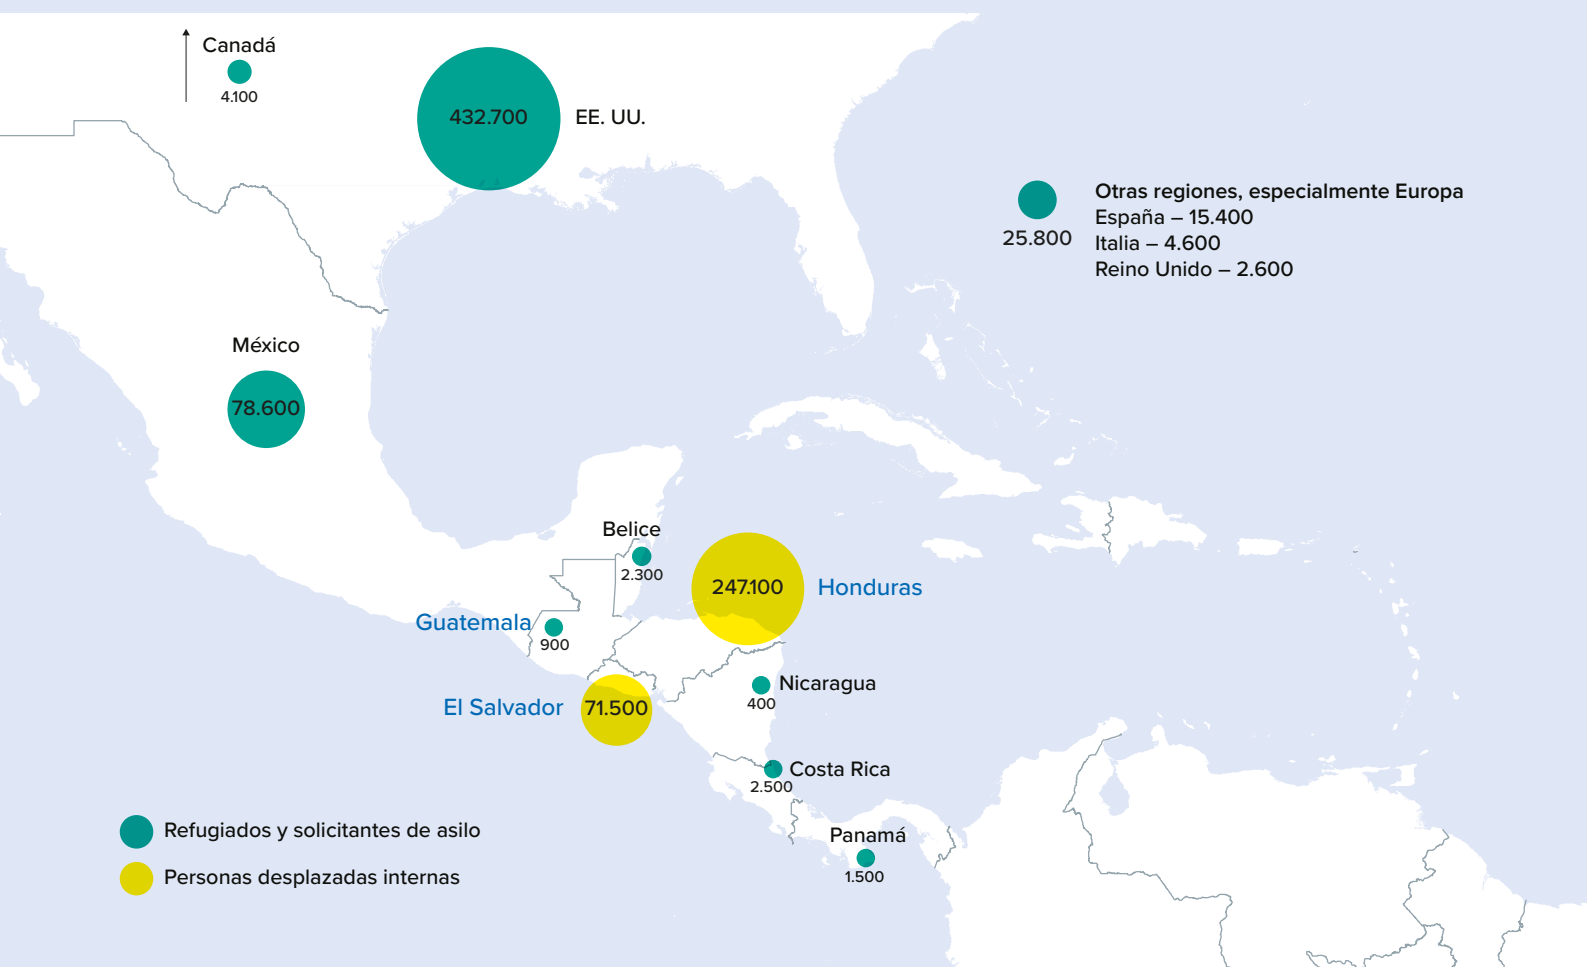 Canadá
4.100
432.700
EE. UU.
25.800
Otras regiones, especialmente Europa
España – 15.400
Italia – 4.600
Reino Unido – 2.600
México
78.600
Belice
2.300
247.100
Honduras
Guatemala
900
El Salvador
71.500
Nicaragua
400
Costa Rica
2.500
Panamá
1.500
Refugiados y solicitantes de asilo
Personas desplazadas internas